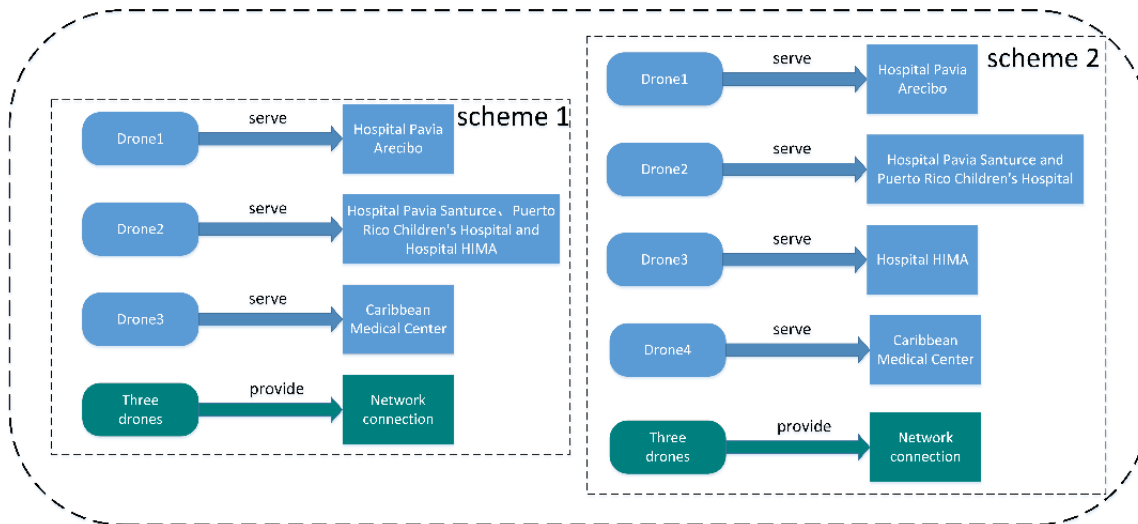 scheme 1
Drone1
serve
Hospital Pavia
Arecibo
Drone2
serve
Hospital Pavia Santurce、Puerto
Rico Children's Hospital and
Hospital HIMA
Drone3
serve
Caribbean
Medical Center
Three
drones
provide
Network
connection
scheme 2
Drone1
serve
Hospital Pavia
Arecibo
Drone2
serve
Hospital Pavia Santurce and
Puerto Rico Children's Hospital
Drone3
serve
Hospital HIMA
Drone4
serve
Caribbean
Medical Center
Three
drones
provide
Network
connection